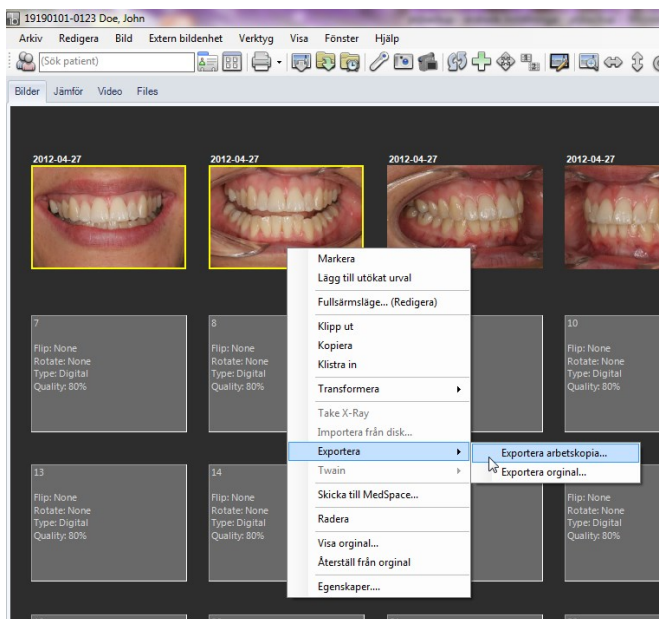 19190101-0123 Doe, John
Arkiv Redigera Bild Extern bildenhet Verktyg Visa Fönster Hjälp
(Sök patient)
Bilder Jämför Video Files
2012-04-27 2012-04-27 2012-04-27 2012-04-27
Markera
Lägg till utökat urval
Fullsärmsläge... (Redigera)
Klipp ut
Kopiera
Klistra in
Transformera
Take X-Ray
Importera från disk...
Exportera
Twain
Skicka till MedSpace...
Radera
Visa orginal...
Återställ från orginal
Egenskaper....
Exportera arbetskopia...
Exportera orginal...
7
Flip: None
Rotate: None
Type: Digital
Quality: 80%
8
Flip: None
Rotate: None
Type: Digital
Quality: 80%
10
Flip: None
Rotate: None
Type: Digital
Quality: 80%
13
Flip: None
Rotate: None
Type: Digital
Quality: 80%
14
Flip: None
Rotate: None
Type: Digital
Quality: 80%
Flip: None
Rotate: None
Type: Digital
Quality: 80%